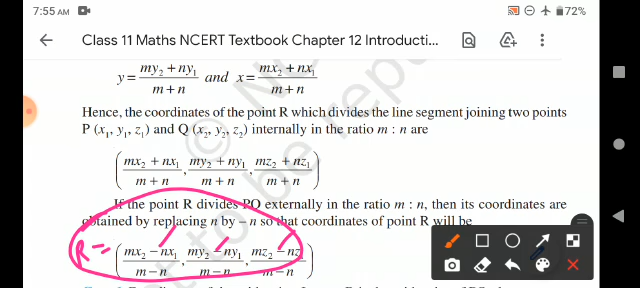 7:55 AM 72%
Class 11 Maths NCERT Textbook Chapter 12 Introducti...
y = (my₂ + ny₁)/(m + n) and x = (mx₂ + nx₁)/(m + n)
Hence, the coordinates of the point R which divides the line segment joining two points
P (x₁, y₁, z₁) and Q (x₂, y₂, z₂) internally in the ratio m : n are
((mx₂ + nx₁)/(m + n), (my₂ + ny₁)/(m + n), (mz₂ + nz₁)/(m + n))
If the point R divides PQ externally in the ratio m : n, then its coordinates are
obtained by replacing n by – n so that coordinates of point R will be
R = ((mx₂ – nx₁)/(m – n), (my₂ – ny₁)/(m – n), (mz₂ – nz₁)/(m – n))